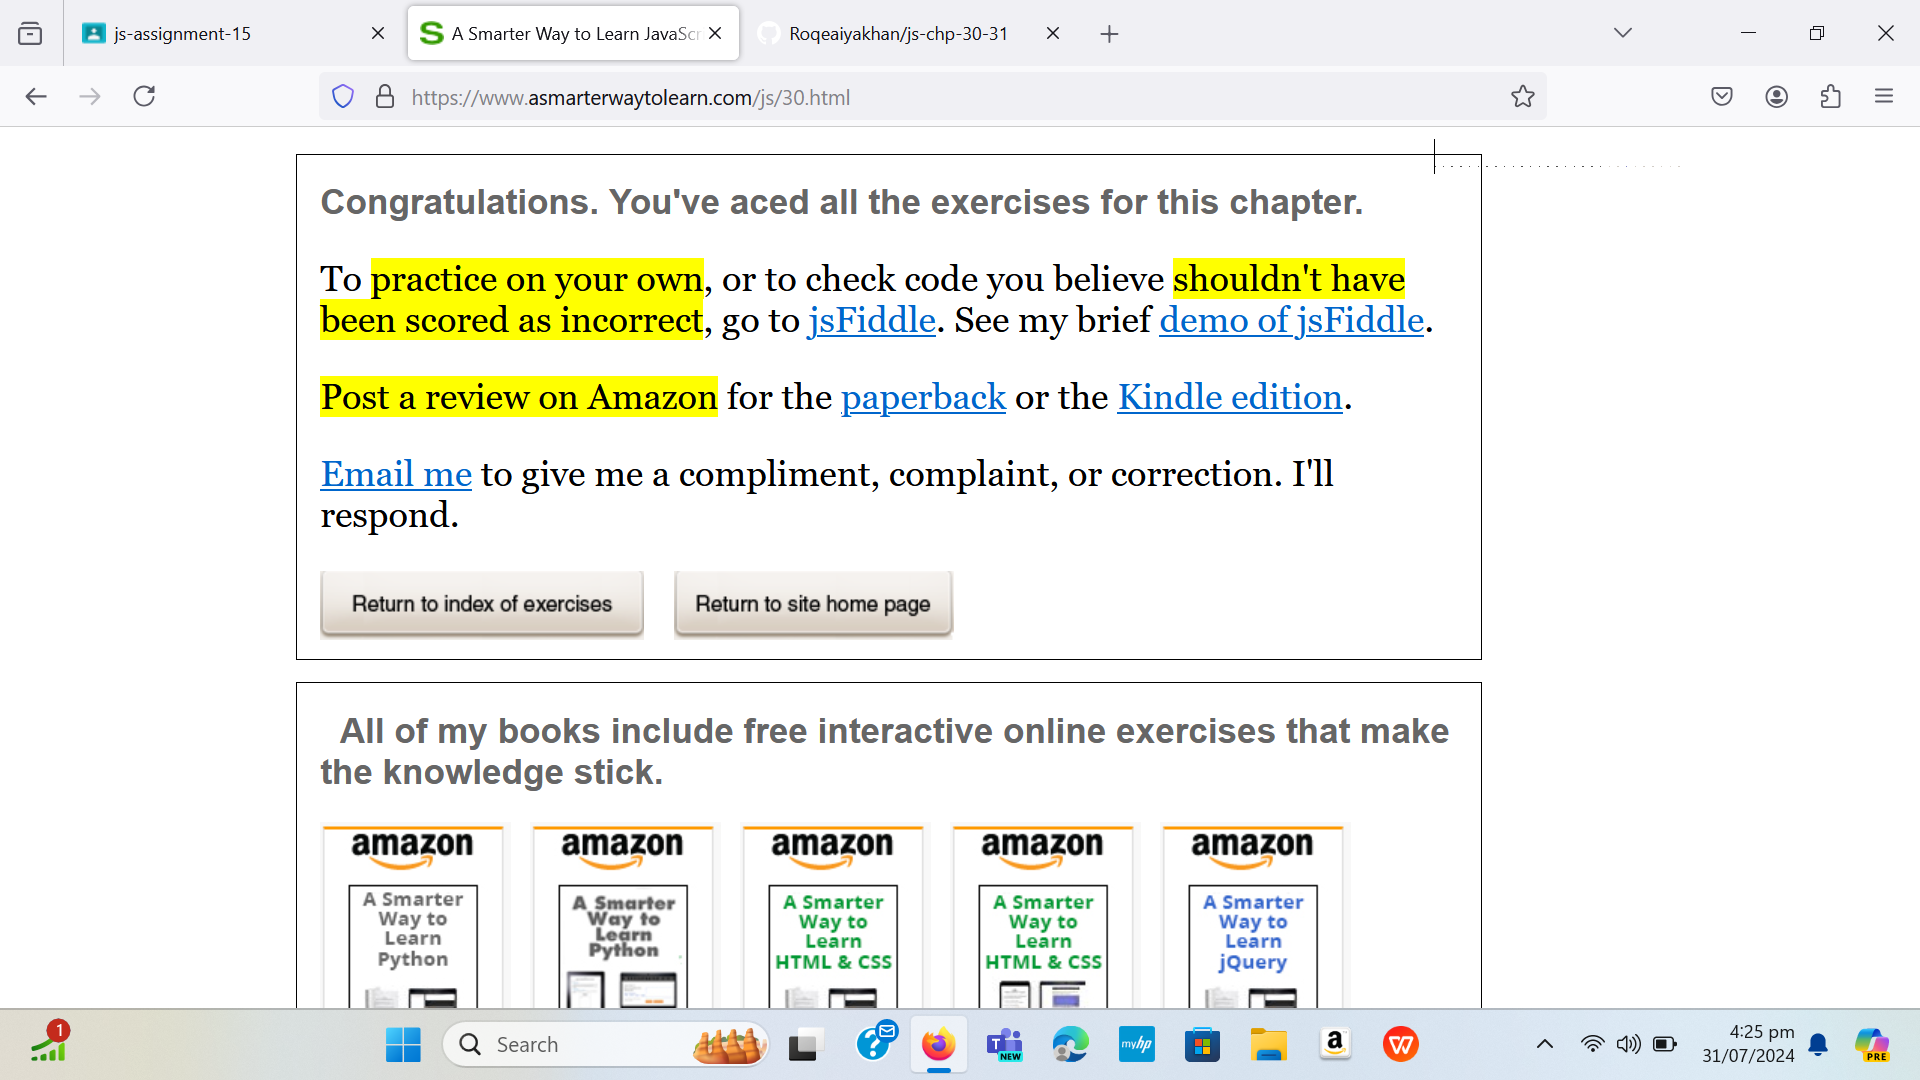 js-assignment-15
A Smarter Way to Learn JavaScr
Roqeaiyakhan/js-chp-30-31
https://www.asmarterwaytolearn.com/js/30.html
Congratulations. You've aced all the exercises for this chapter.
To practice on your own, or to check code you believe shouldn't have
been scored as incorrect, go to jsFiddle. See my brief demo of jsFiddle.
Post a review on Amazon for the paperback or the Kindle edition.
Email me to give me a compliment, complaint, or correction. I'll
respond.
Return to index of exercises
Return to site home page
All of my books include free interactive online exercises that make
the knowledge stick.
amazon
A Smarter
Way to
Learn
Python
amazon
A Smarter
Way to
Learn
Python
amazon
A Smarter
Way to
Learn
HTML & CSS
amazon
A Smarter
Way to
Learn
HTML & CSS
amazon
A Smarter
Way to
Learn
jQuery
1
Search
T
NEW
myhp
a
W
4:25 pm
31/07/2024
PRE